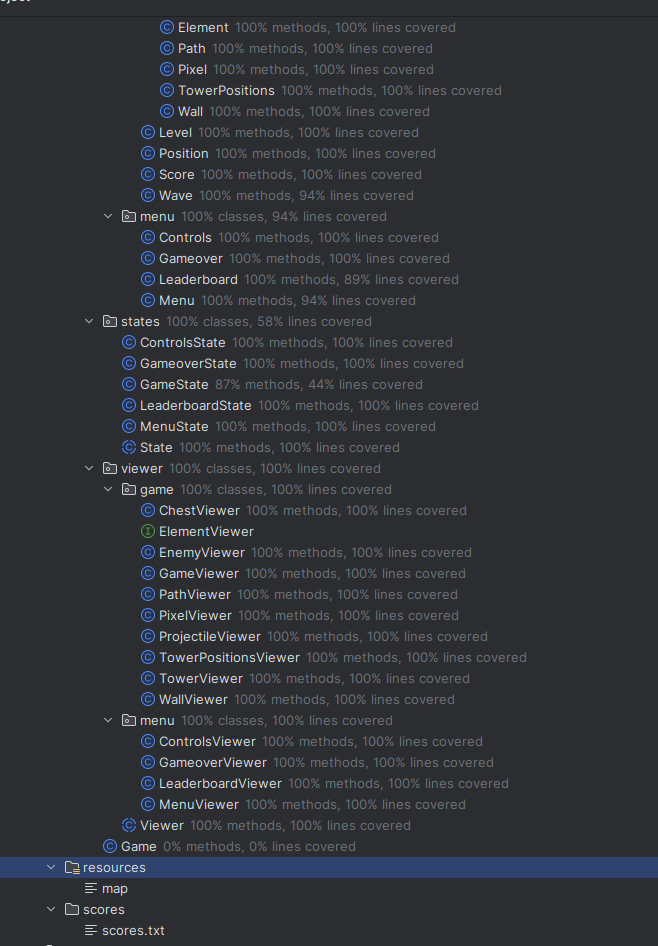 Element 100% methods, 100% lines covered
Path 100% methods, 100% lines covered
Pixel 100% methods, 100% lines covered
TowerPositions 100% methods, 100% lines covered
Wall 100% methods, 100% lines covered
Level 100% methods, 100% lines covered
Position 100% methods, 100% lines covered
Score 100% methods, 100% lines covered
Wave 100% methods, 94% lines covered
menu 100% classes, 94% lines covered
Controls 100% methods, 100% lines covered
Gameover 100% methods, 100% lines covered
Leaderboard 100% methods, 89% lines covered
Menu 100% methods, 94% lines covered
states 100% classes, 58% lines covered
ControlsState 100% methods, 100% lines covered
GameoverState 100% methods, 100% lines covered
GameState 87% methods, 44% lines covered
LeaderboardState 100% methods, 100% lines covered
MenuState 100% methods, 100% lines covered
State 100% methods, 100% lines covered
viewer 100% classes, 100% lines covered
game 100% classes, 100% lines covered
ChestViewer 100% methods, 100% lines covered
ElementViewer
EnemyViewer 100% methods, 100% lines covered
GameViewer 100% methods, 100% lines covered
PathViewer 100% methods, 100% lines covered
PixelViewer 100% methods, 100% lines covered
ProjectileViewer 100% methods, 100% lines covered
TowerPositionsViewer 100% methods, 100% lines covered
TowerViewer 100% methods, 100% lines covered
WallViewer 100% methods, 100% lines covered
menu 100% classes, 100% lines covered
ControlsViewer 100% methods, 100% lines covered
GameoverViewer 100% methods, 100% lines covered
LeaderboardViewer 100% methods, 100% lines covered
MenuViewer 100% methods, 100% lines covered
Viewer 100% methods, 100% lines covered
Game 0% methods, 0% lines covered
resources
map
scores
scores.txt